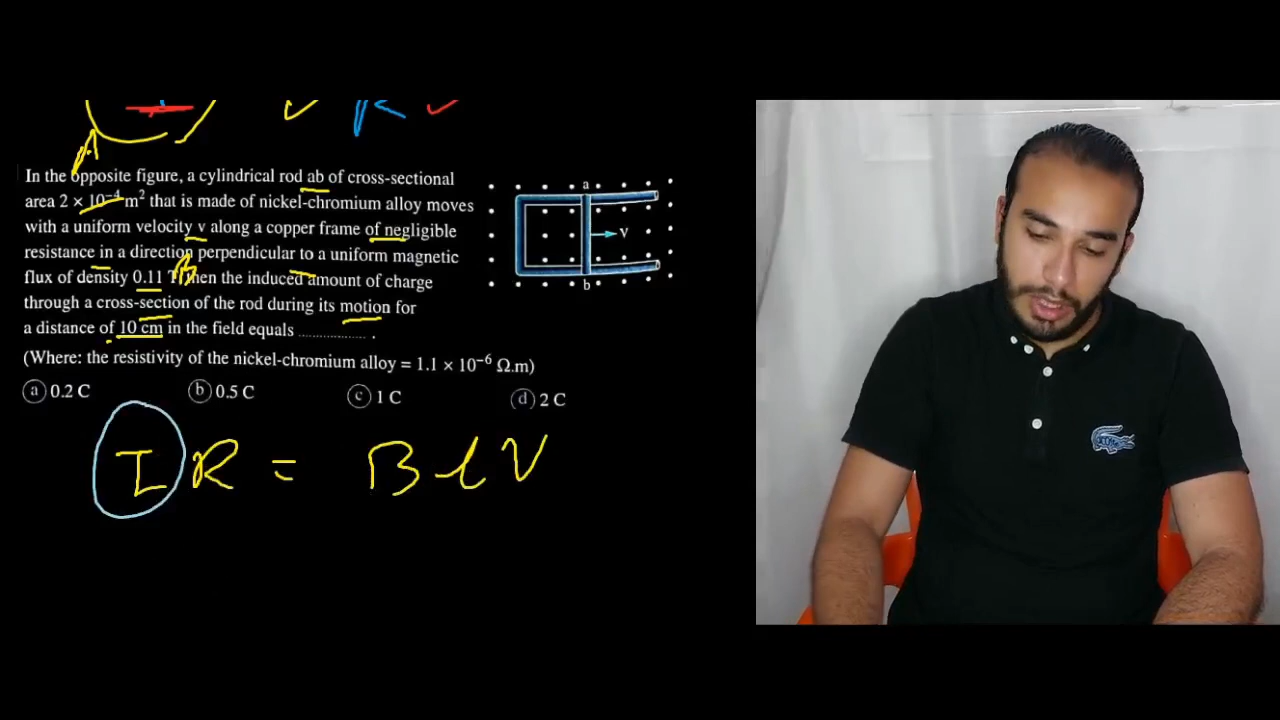 In the opposite figure, a cylindrical rod ab of cross-sectional
area 2 × 10⁻⁴ m² that is made of nickel-chromium alloy moves
with a uniform velocity v along a copper frame of negligible
resistance in a direction perpendicular to a uniform magnetic
flux of density 0.11 T then the induced amount of charge
through a cross-section of the rod during its motion for
a distance of 10 cm in the field equals .................. .
(Where: the resistivity of the nickel-chromium alloy = 1.1 × 10⁻⁶ Ω.m)
a 0.2 C b 0.5 C c 1 C d 2 C
a
v
b
I R = B l V